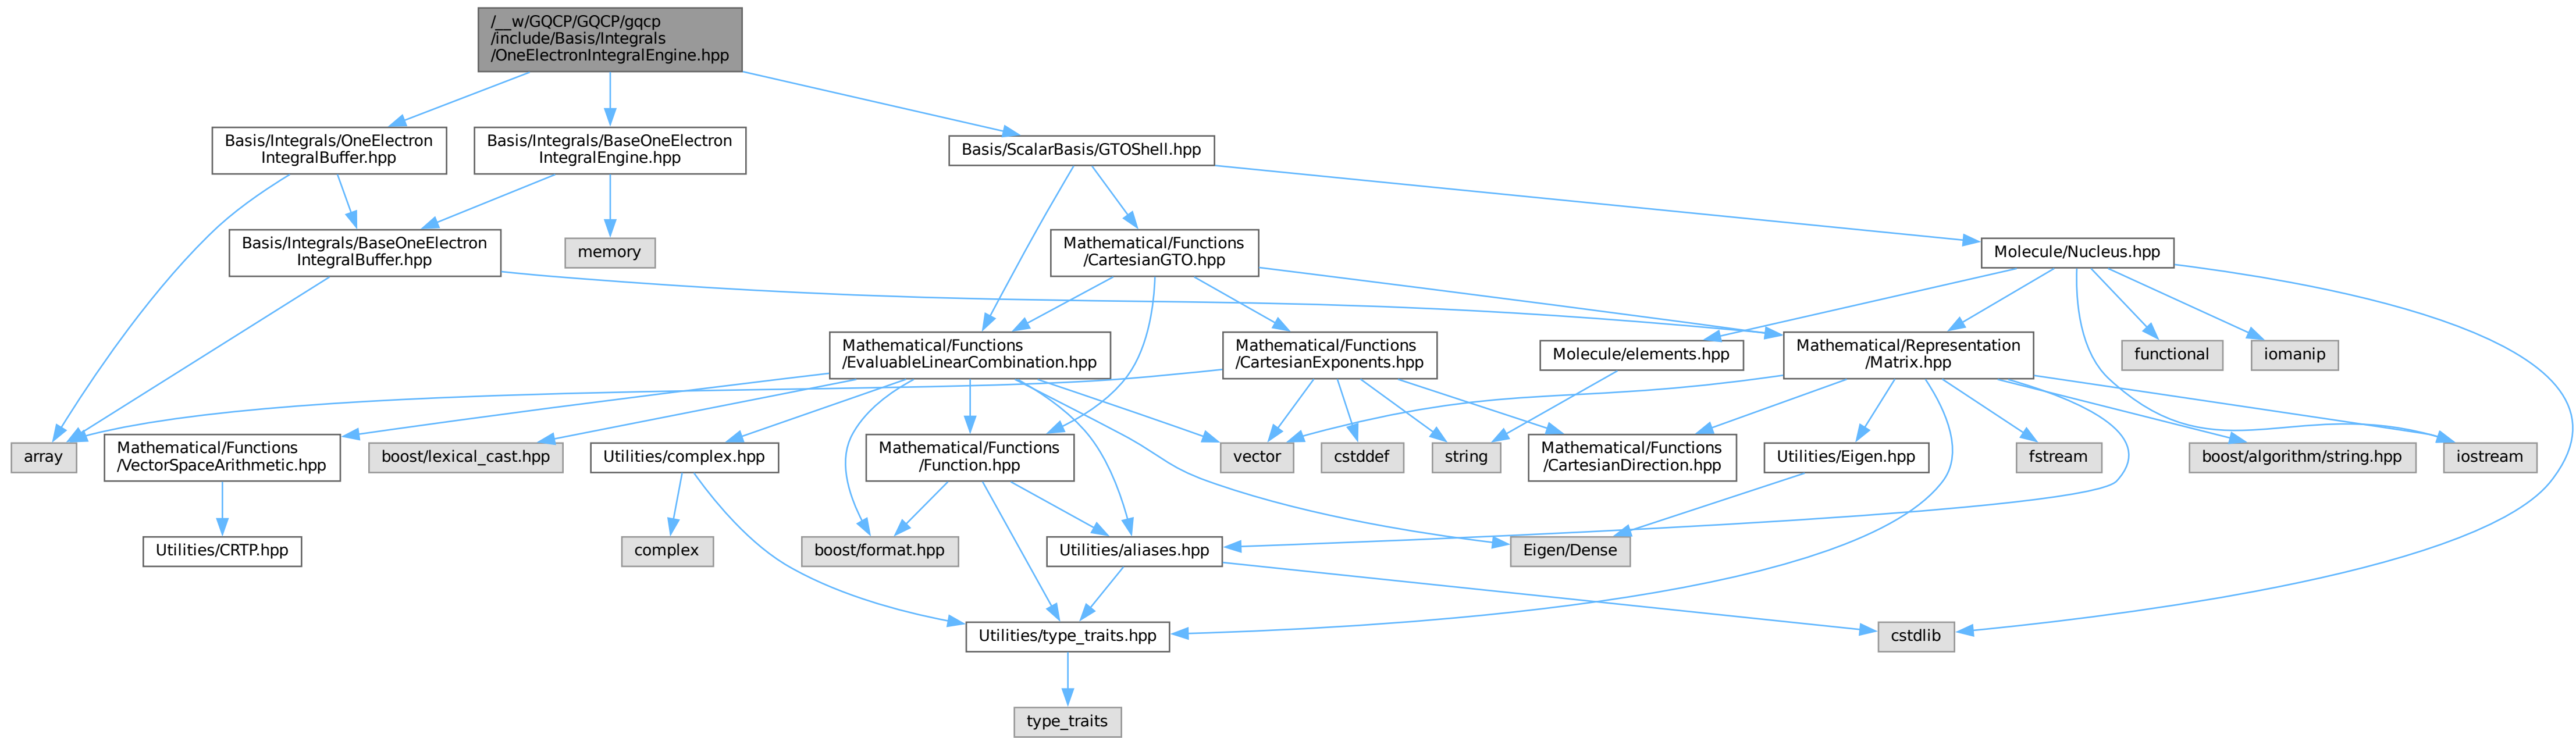 /__w/GQCP/GQCP/gqcp
/include/Basis/Integrals
/OneElectronIntegralEngine.hpp
Basis/Integrals/OneElectron
IntegralBuffer.hpp
Basis/Integrals/BaseOneElectron
IntegralEngine.hpp
Basis/ScalarBasis/GTOShell.hpp
Basis/Integrals/BaseOneElectron
IntegralBuffer.hpp
memory
Mathematical/Functions
/CartesianGTO.hpp
Molecule/Nucleus.hpp
Mathematical/Functions
/EvaluableLinearCombination.hpp
Mathematical/Functions
/CartesianExponents.hpp
Molecule/elements.hpp
Mathematical/Representation
/Matrix.hpp
functional
iomanip
array
Mathematical/Functions
/VectorSpaceArithmetic.hpp
boost/lexical_cast.hpp
Utilities/complex.hpp
Mathematical/Functions
/Function.hpp
vector
cstddef
string
Mathematical/Functions
/CartesianDirection.hpp
Utilities/Eigen.hpp
fstream
boost/algorithm/string.hpp
iostream
Utilities/CRTP.hpp
complex
boost/format.hpp
Utilities/aliases.hpp
Eigen/Dense
Utilities/type_traits.hpp
cstdlib
type_traits